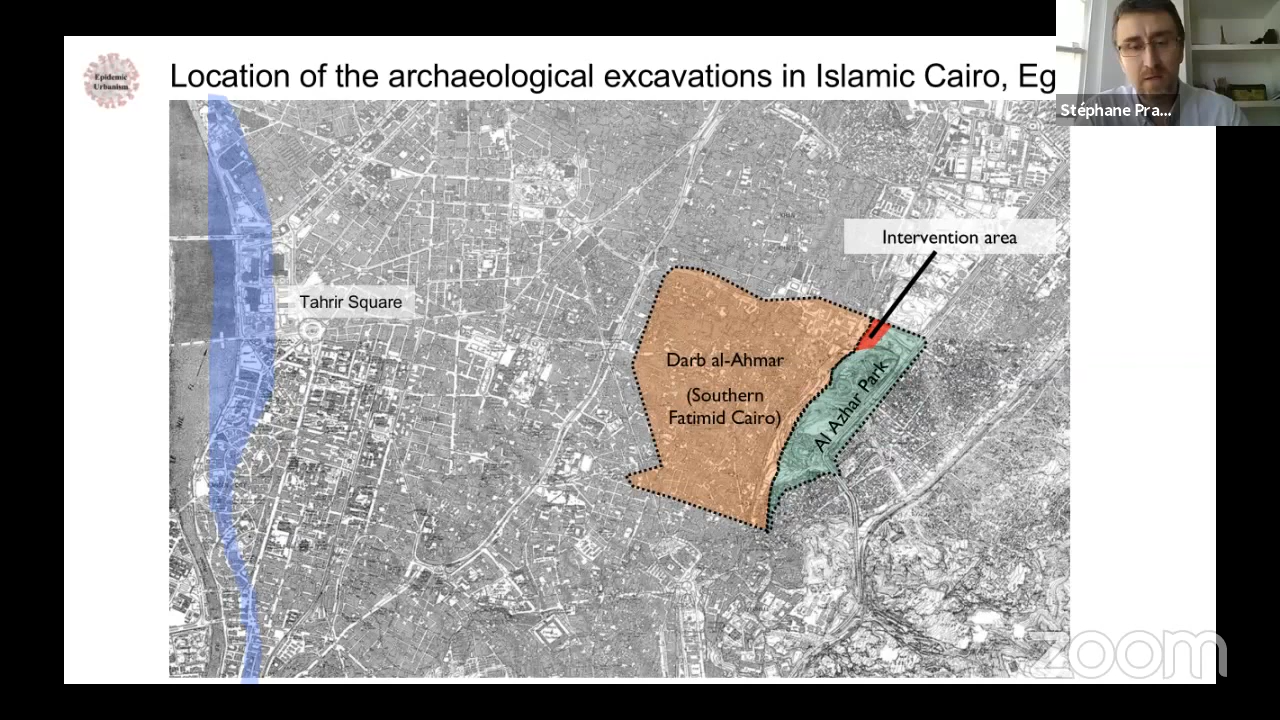 Epidemic
Urbanism
Location of the archaeological excavations in Islamic Cairo, Eg
Stéphane Pra...
Intervention area
Tahrir Square
Darb al-Ahmar
(Southern
Fatimid Cairo)
Al Azhar Park
zoom